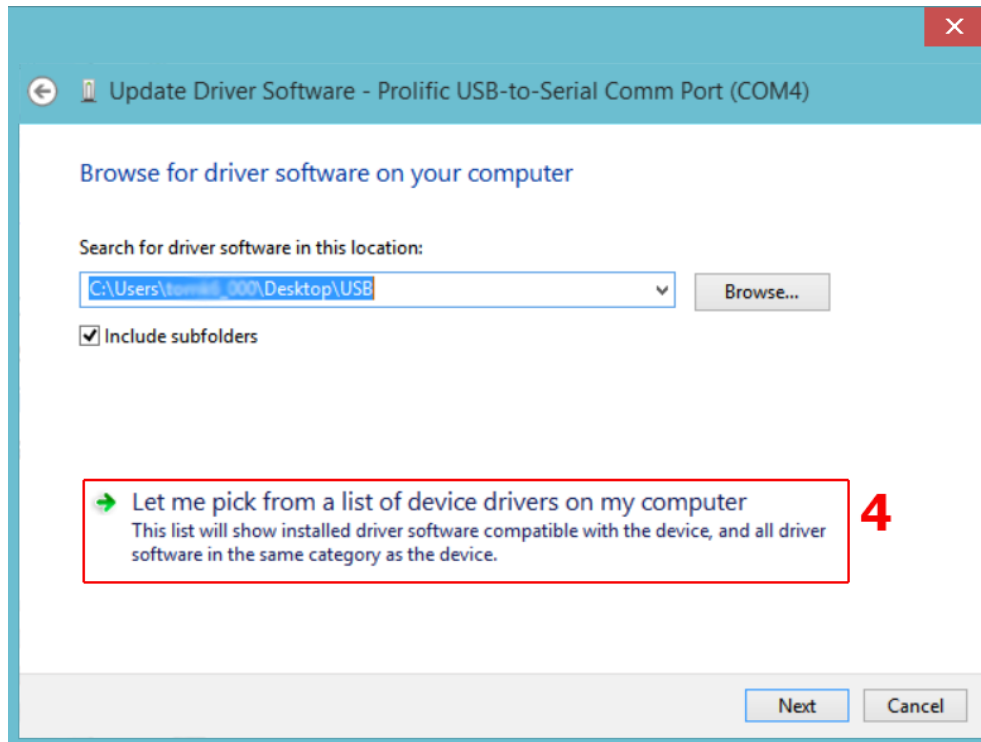 Update Driver Software - Prolific USB-to-Serial Comm Port (COM4)
Browse for driver software on your computer
Search for driver software in this location:
C:\Users\ \Desktop\USB
Browse...
Include subfolders
Let me pick from a list of device drivers on my computer
This list will show installed driver software compatible with the device, and all driver
software in the same category as the device.
4
Next
Cancel